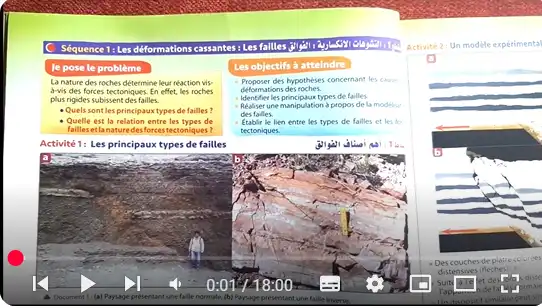 Séquence 1 : Les déformations cassantes : Les failles التشوهات الانكسارية : الفوالق
Je pose le problème
La nature des roches détermine leur réaction vis-
à-vis des forces tectoniques. En effet, les roches
plus rigides subissent des failles.
• Quels sont les principaux types de failles ?
• Quelle est la relation entre les types de
failles et la nature des forces tectoniques ?
Les objectifs à atteindre
Proposer des hypothèses concernant les
déformations des roches.
Identifier les principaux types de failles.
Réaliser une manipulation à propos de la
des failles.
Établir le lien entre les types de failles et les
tectoniques.
Activité 1 : Les principaux types de failles
أهم أصناف الفوالق
a
b
Document 1 : (a) Paysage présentant une faille normale. (b) Paysage présentant une faille inverse.
Activité 2 : Un modèle expérimental
a
b
Des couches de
distensives
0:01 / 18:00